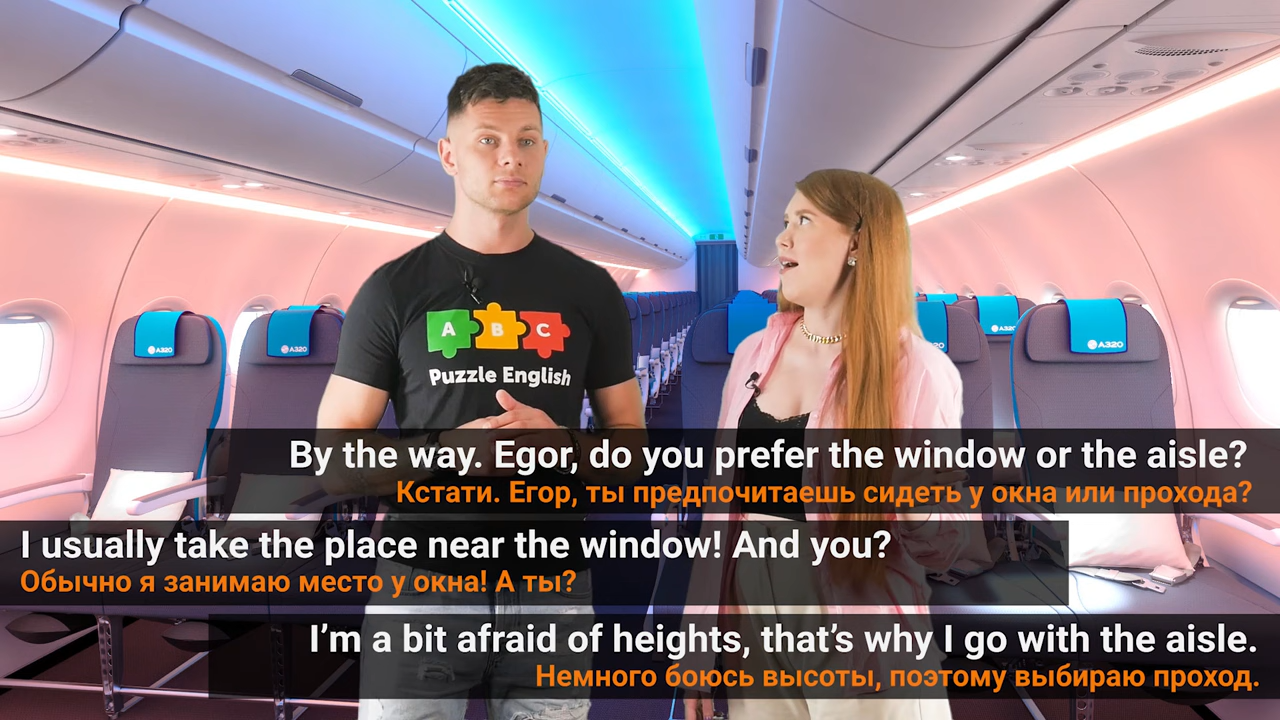 A320
A320
A320
A320
A320
A B C
Puzzle English
By the way. Egor, do you prefer the window or the aisle?
Кстати. Егор, ты предпочитаешь сидеть у окна или прохода?
I usually take the place near the window! And you?
Обычно я занимаю место у окна! А ты?
I’m a bit afraid of heights, that’s why I go with the aisle.
Немного боюсь высоты, поэтому выбираю проход.